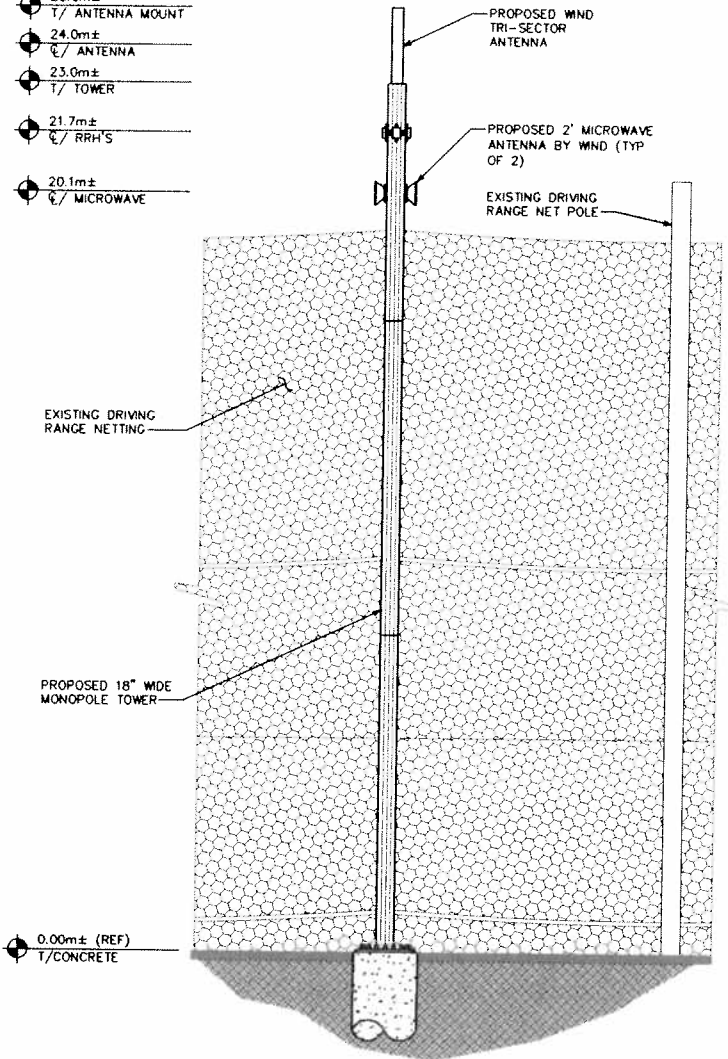 T/ ANTENNA MOUNT
24.0m±
℄/ ANTENNA
23.0m±
T/ TOWER
21.7m±
℄/ RRH'S
20.1m±
℄/ MICROWAVE
PROPOSED WIND
TRI-SECTOR
ANTENNA
PROPOSED 2' MICROWAVE
ANTENNA BY WIND (TYP
OF 2)
EXISTING DRIVING
RANGE NET POLE
EXISTING DRIVING
RANGE NETTING
PROPOSED 18" WIDE
MONOPOLE TOWER
0.00m± (REF)
T/CONCRETE